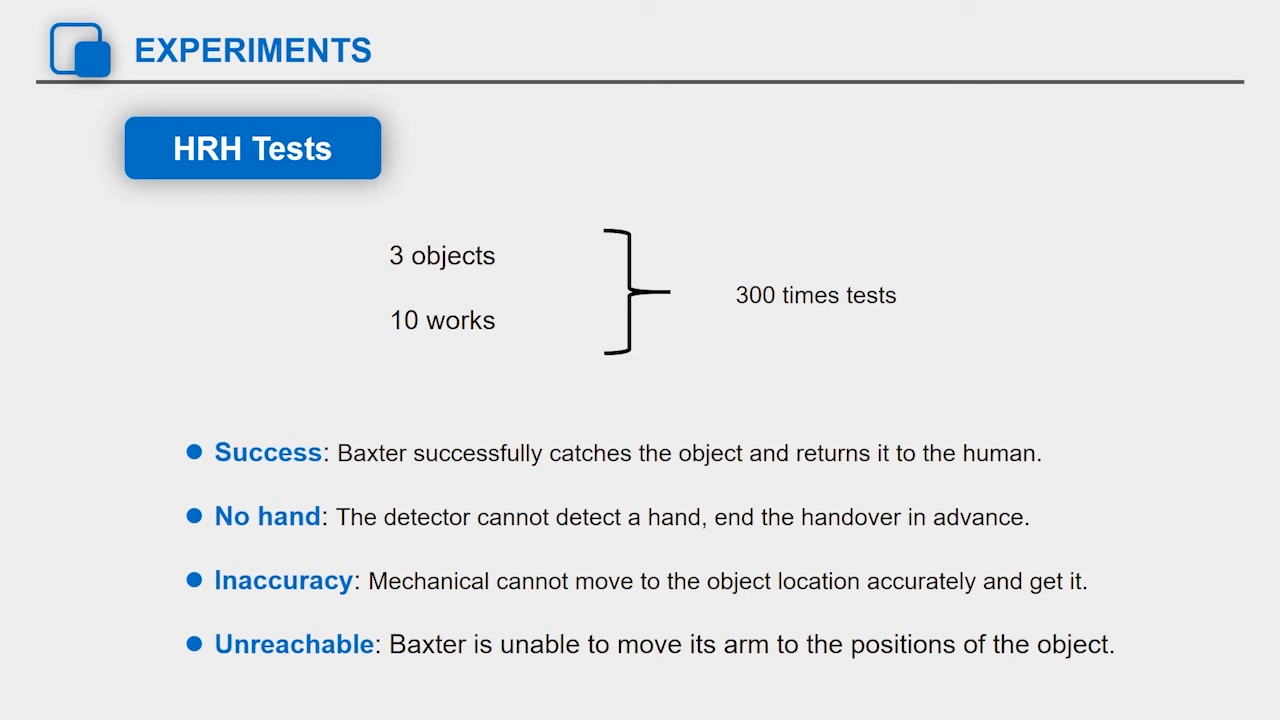 EXPERIMENTS
HRH Tests
3 objects
10 works
300 times tests
Success: Baxter successfully catches the object and returns it to the human.
No hand: The detector cannot detect a hand, end the handover in advance.
Inaccuracy: Mechanical cannot move to the object location accurately and get it.
Unreachable: Baxter is unable to move its arm to the positions of the object.